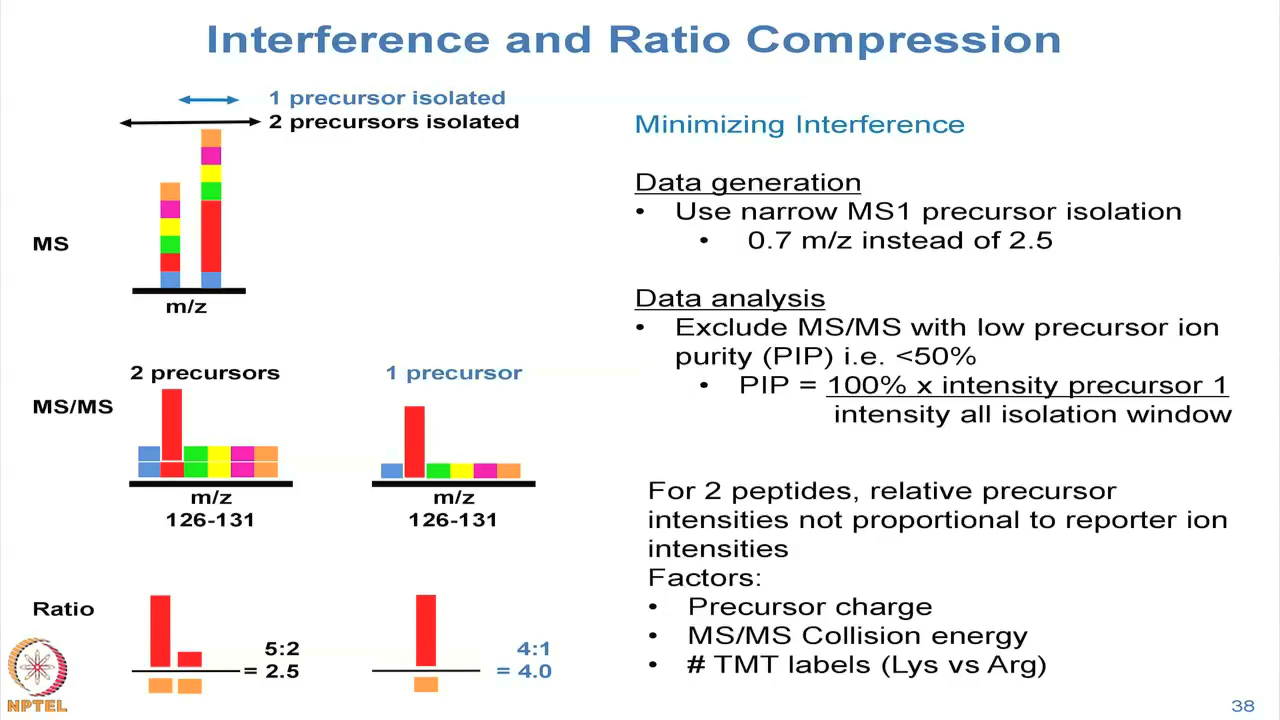 Interference and Ratio Compression
1 precursor isolated
2 precursors isolated
MS
m/z
2 precursors
1 precursor
MS/MS
m/z
126-131
m/z
126-131
Ratio
5:2
= 2.5
4:1
= 4.0
Minimizing Interference
Data generation
• Use narrow MS1 precursor isolation
• 0.7 m/z instead of 2.5
Data analysis
• Exclude MS/MS with low precursor ion
purity (PIP) i.e. <50%
• PIP = 100% x intensity precursor 1
intensity all isolation window
For 2 peptides, relative precursor
intensities not proportional to reporter ion
intensities
Factors:
• Precursor charge
• MS/MS Collision energy
• # TMT labels (Lys vs Arg)
NPTEL
38